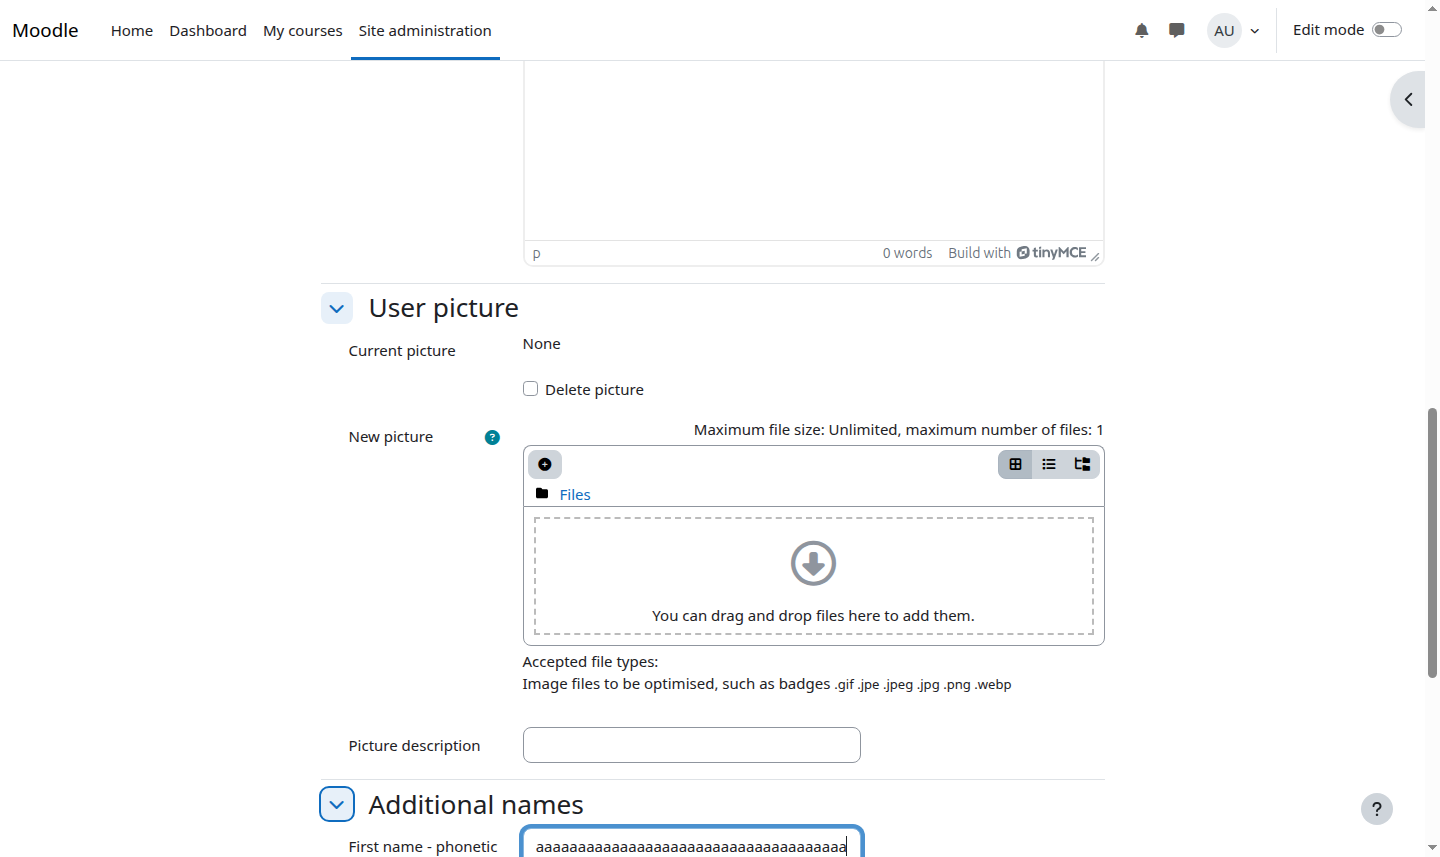 Moodle Home Dashboard My courses Site administration AU Edit mode
p 0 words Build with tinyMCE
User picture
Current picture None
Delete picture
Maximum file size: Unlimited, maximum number of files: 1
New picture ?
Files
You can drag and drop files here to add them.
Accepted file types:
Image files to be optimised, such as badges .gif .jpe .jpeg .jpg .png .webp
Picture description
Additional names
?
First name - phonetic aaaaaaaaaaaaaaaaaaaaaaaaaaaaaaaaaaaaa